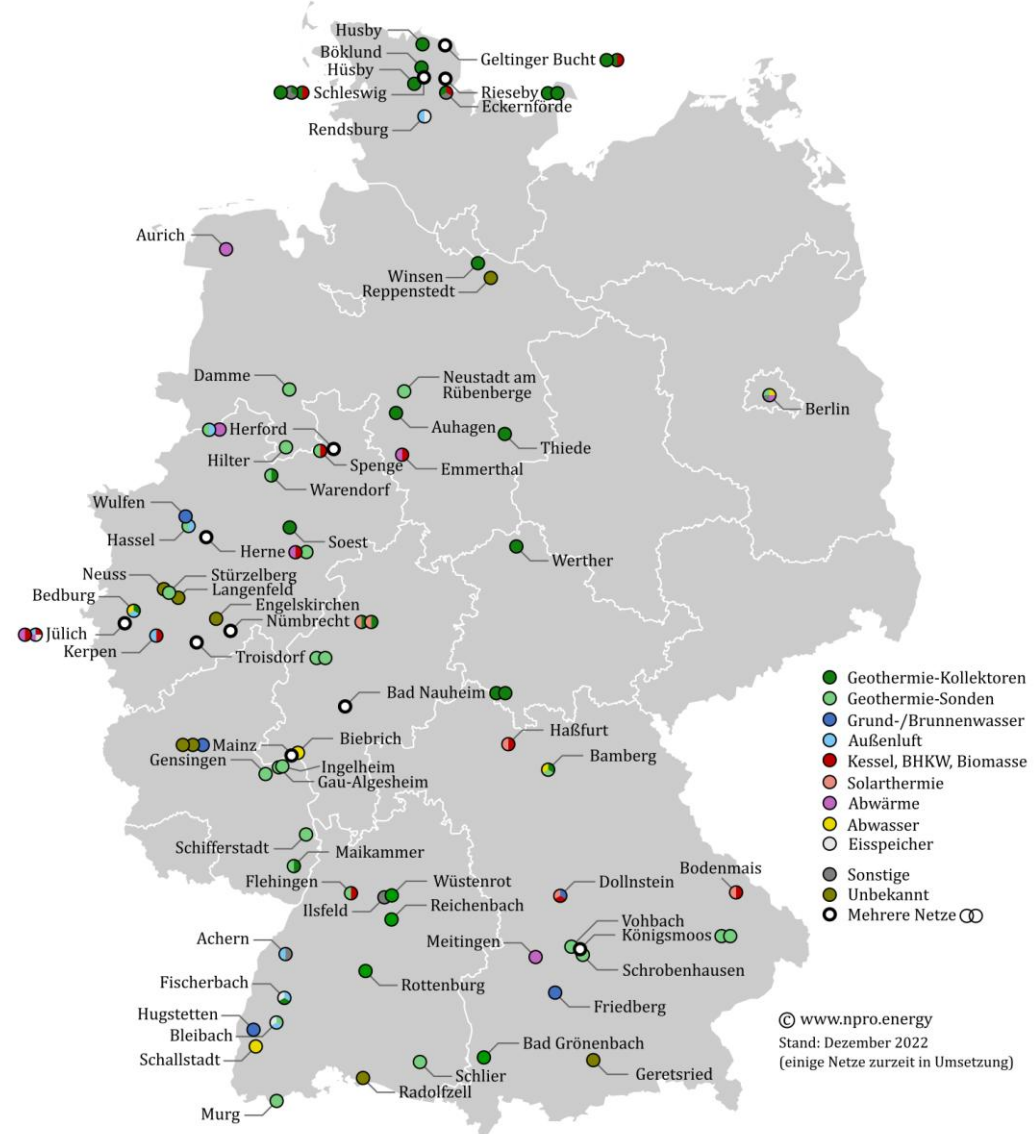 Husby
Böklund
Hüsby
Schleswig
Geltinger Bucht
Rieseby
Eckernförde
Rendsburg
Aurich
Winsen
Reppenstedt
Damme
Neustadt am
Rübenberge
Berlin
Auhagen
Herford
Thiede
Hilter
Spenge
Emmerthal
Warendorf
Wulfen
Hassel
Soest
Herne
Werther
Neuss
Stürzelberg
Langenfeld
Bedburg
Engelskirchen
Nümbrecht
Jülich
Kerpen
Troisdorf
Bad Nauheim
Haßfurt
Biebrich
Mainz
Gensingen
Ingelheim
Gau-Algesheim
Bamberg
Schifferstadt
Maikammer
Flehingen
Ilsfeld
Wüstenrot
Reichenbach
Dollnstein
Bodenmais
Vohbach
Königsmoos
Meitingen
Schrobenhausen
Achern
Rottenburg
Fischerbach
Friedberg
Hugstetten
Bleibach
Schallstadt
Bad Grönenbach
Schlier
Geretsried
Radolfzell
Murg
Geothermie-Kollektoren
Geothermie-Sonden
Grund-/Brunnenwasser
Außenluft
Kessel, BHKW, Biomasse
Solarthermie
Abwärme
Abwasser
Eisspeicher
Sonstige
Unbekannt
Mehrere Netze
© www.npro.energy
Stand: Dezember 2022
(einige Netze zurzeit in Umsetzung)